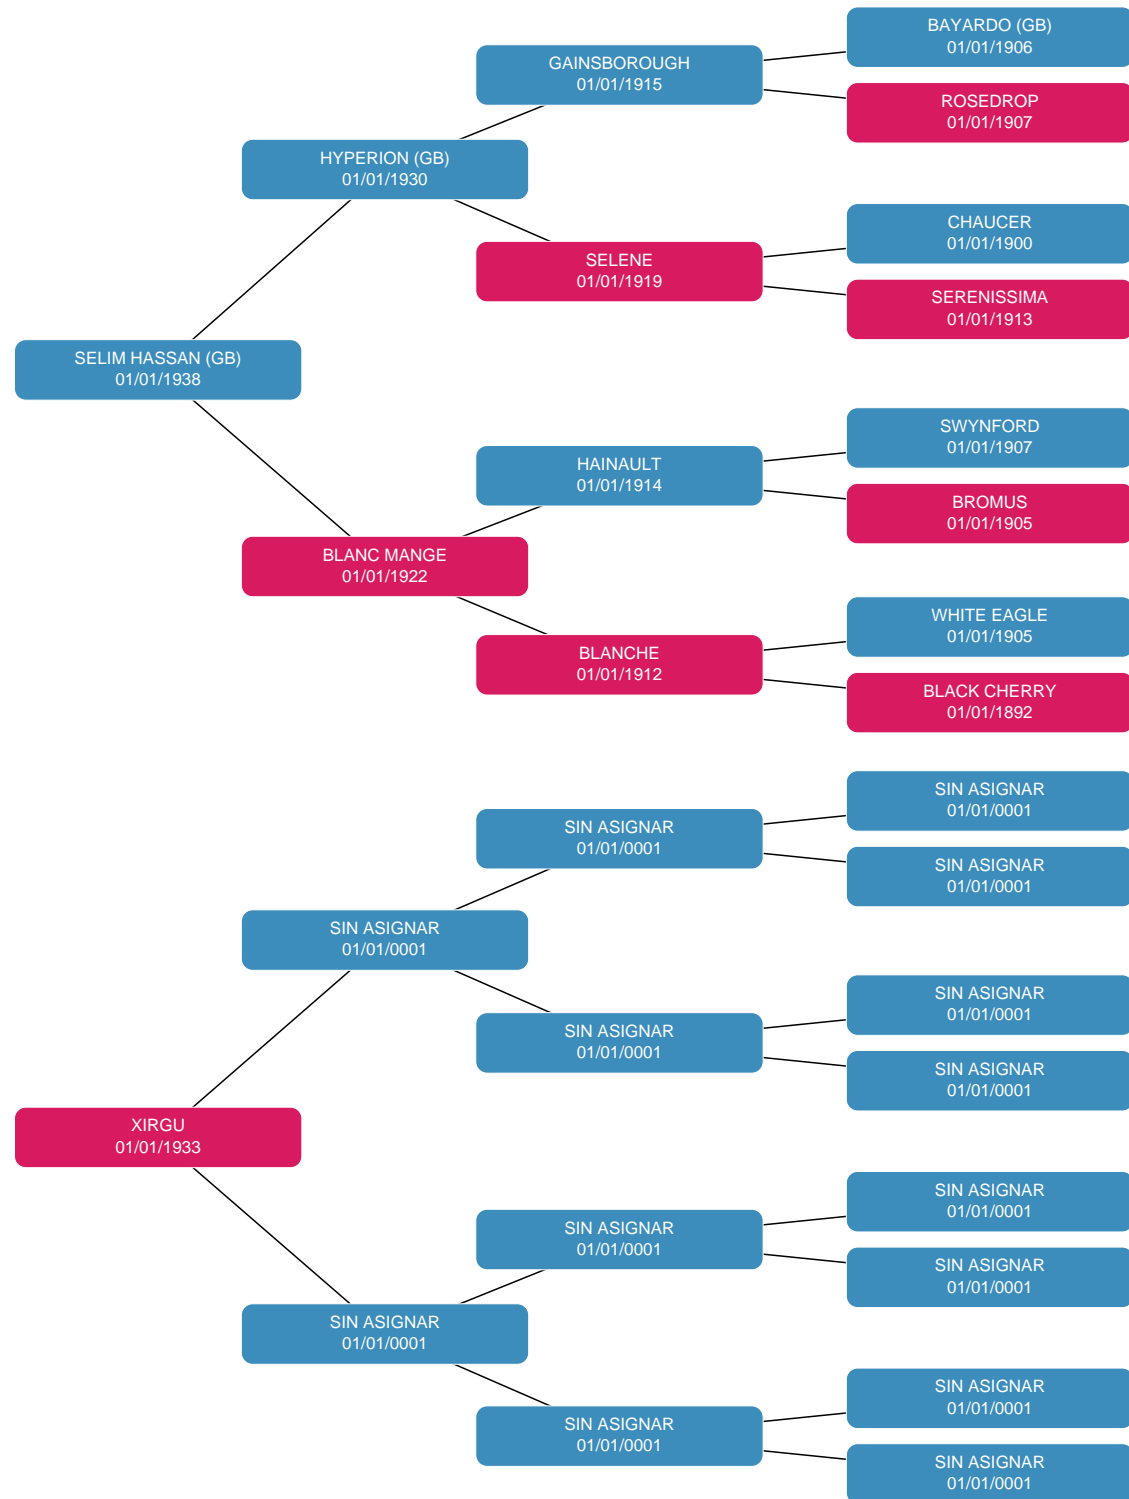 BAYARDO (GB)
01/01/1906
GAINSBOROUGH
01/01/1915
ROSEDROP
01/01/1907
HYPERION (GB)
01/01/1930
CHAUCER
01/01/1900
SELENE
01/01/1919
SERENISSIMA
01/01/1913
SELIM HASSAN (GB)
01/01/1938
SWYNFORD
01/01/1907
HAINAULT
01/01/1914
BROMUS
01/01/1905
BLANC MANGE
01/01/1922
WHITE EAGLE
01/01/1905
BLANCHE
01/01/1912
BLACK CHERRY
01/01/1892
SIN ASIGNAR
01/01/0001
SIN ASIGNAR
01/01/0001
SIN ASIGNAR
01/01/0001
SIN ASIGNAR
01/01/0001
SIN ASIGNAR
01/01/0001
SIN ASIGNAR
01/01/0001
SIN ASIGNAR
01/01/0001
XIRGU
01/01/1933
SIN ASIGNAR
01/01/0001
SIN ASIGNAR
01/01/0001
SIN ASIGNAR
01/01/0001
SIN ASIGNAR
01/01/0001
SIN ASIGNAR
01/01/0001
SIN ASIGNAR
01/01/0001
SIN ASIGNAR
01/01/0001